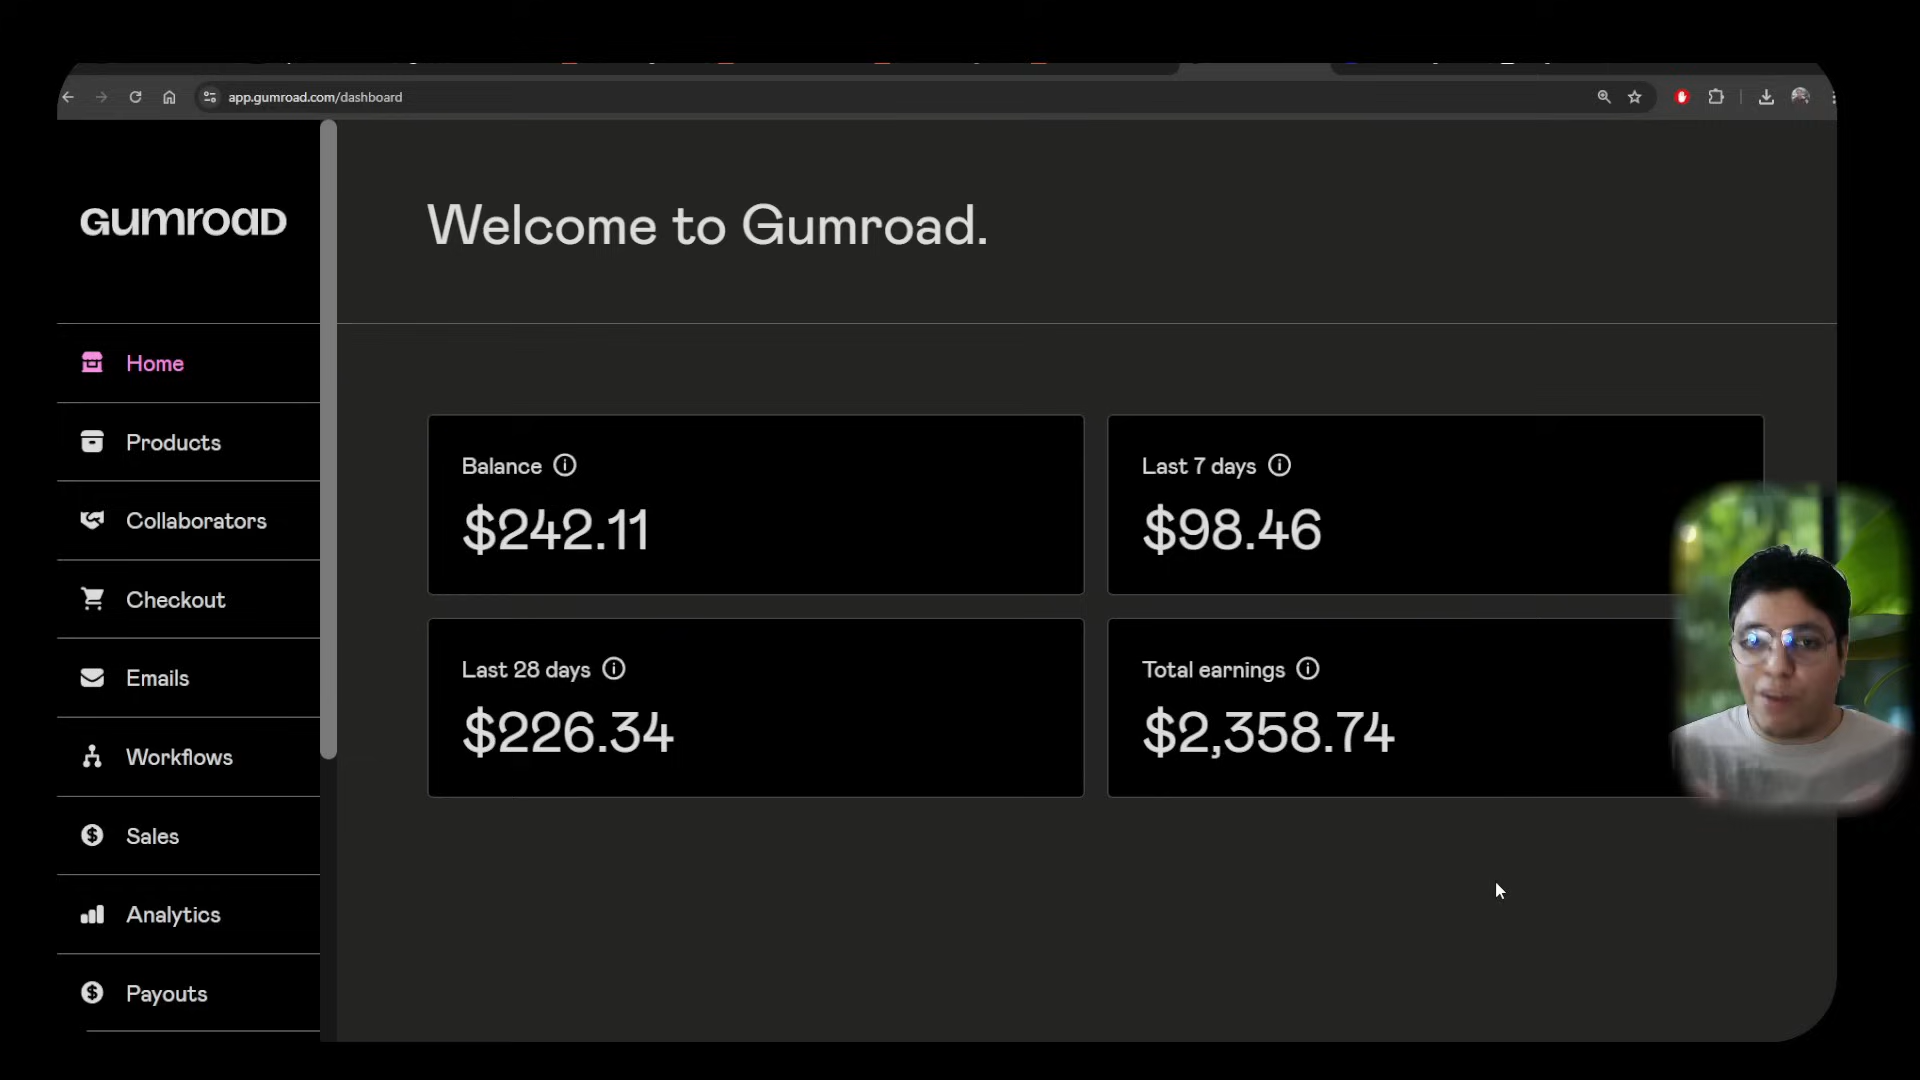 app.gumroad.com/dashboard
GUMROAD
Welcome to Gumroad.
Home
Products
Collaborators
Checkout
Emails
Workflows
Sales
Analytics
Payouts
Balance
$242.11
Last 7 days
$98.46
Last 28 days
$226.34
Total earnings
$2,358.74